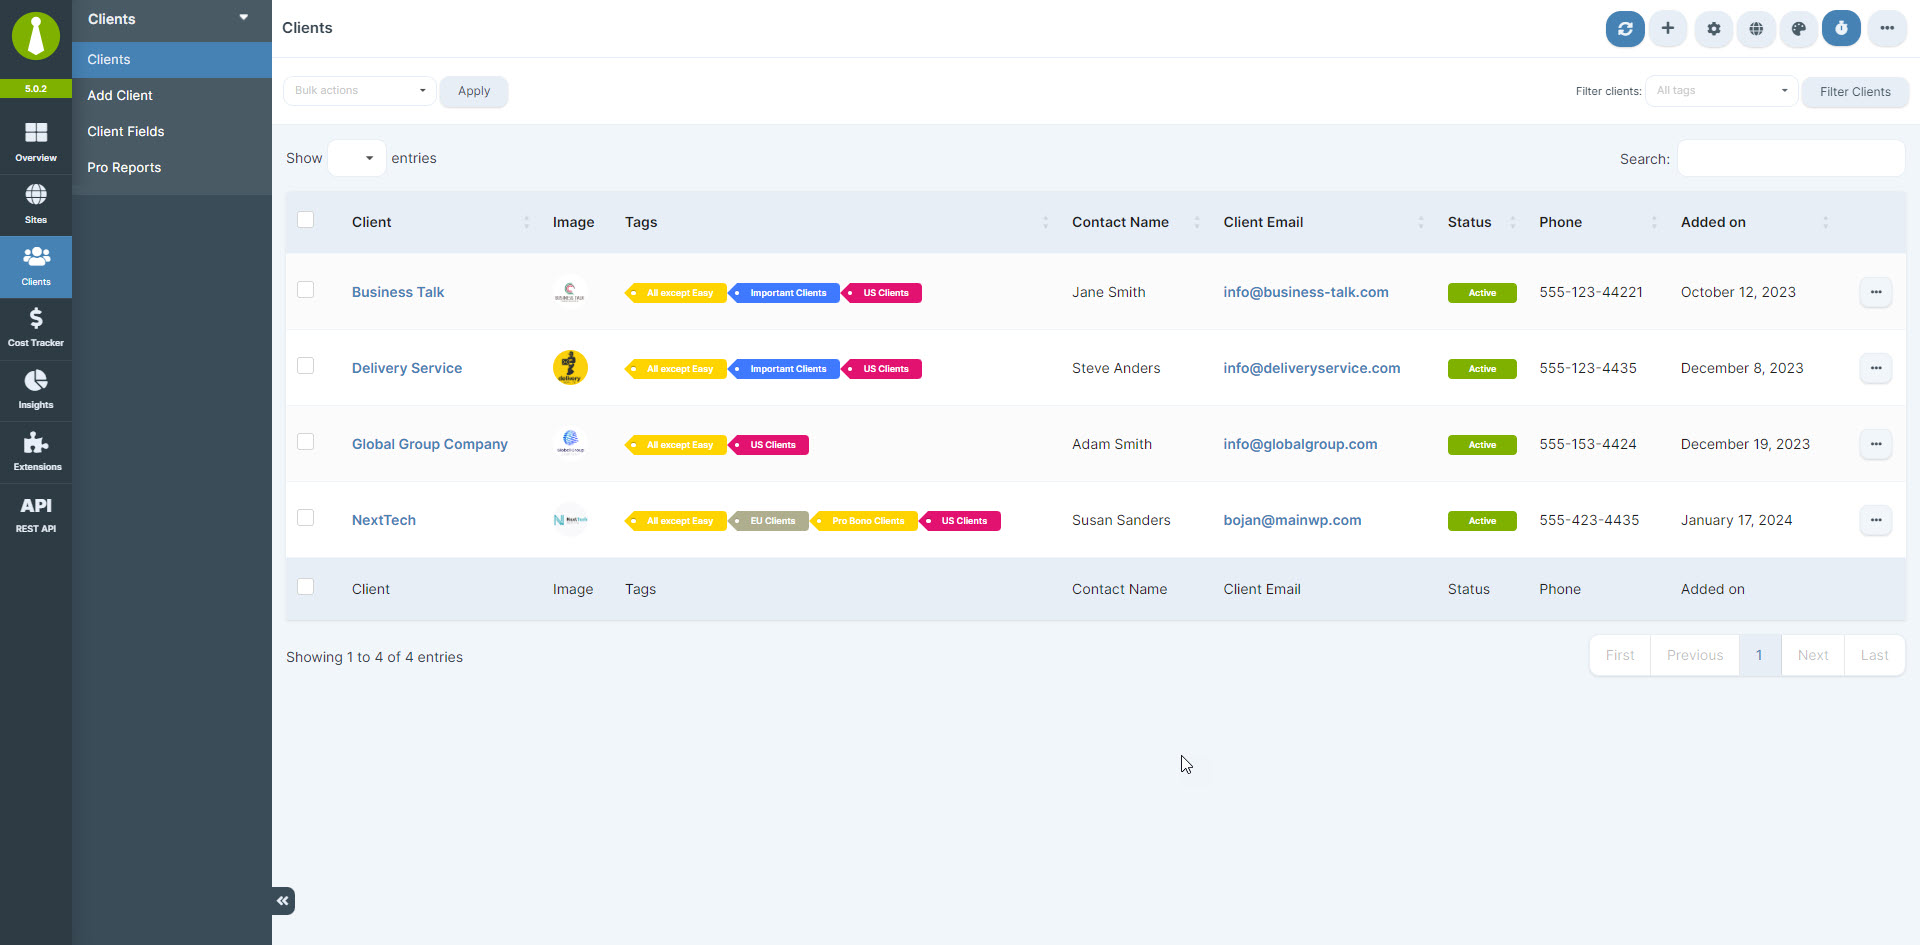 Clients
Clients
5.0.2
Clients
Add Client
Client Fields
Pro Reports
Overview
Sites
Clients
Cost Tracker
Insights
Extensions
API
REST API
Bulk actions
Apply
Filter clients:
All tags
Filter Clients
Show
entries
Search:
Client Image Tags Contact Name Client Email Status Phone Added on
Business Talk BUSINESS TALK All except Easy Important Clients US Clients Jane Smith info@business-talk.com Active 555-123-44221 October 12, 2023
Delivery Service delivery All except Easy Important Clients US Clients Steve Anders info@deliveryservice.com Active 555-123-4435 December 8, 2023
Global Group Company Global Group All except Easy US Clients Adam Smith info@globalgroup.com Active 555-153-4424 December 19, 2023
NextTech All except Easy EU Clients Pro Bono Clients US Clients Susan Sanders bojan@mainwp.com Active 555-423-4435 January 17, 2024
Client Image Tags Contact Name Client Email Status Phone Added on
Showing 1 to 4 of 4 entries
First Previous 1 Next Last